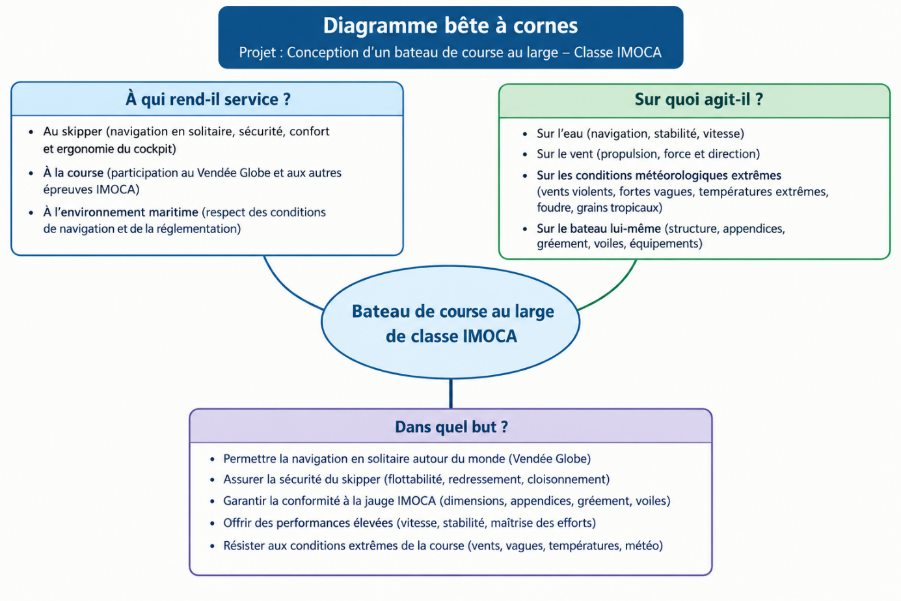 Diagramme bête à cornes
Projet : Conception d’un bateau de course au large – Classe IMOCA
À qui rend-il service ?
• Au skipper (navigation en solitaire, sécurité, confort
et ergonomie du cockpit)
• À la course (participation au Vendée Globe et aux autres
épreuves IMOCA)
• À l’environnement maritime (respect des conditions
de navigation et de la réglementation)
Sur quoi agit-il ?
• Sur l’eau (navigation, stabilité, vitesse)
• Sur le vent (propulsion, force et direction)
• Sur les conditions météorologiques extrêmes
(vents violents, fortes vagues, températures extrêmes,
foudre, grains tropicaux)
• Sur le bateau lui-même (structure, appendices,
gréement, voiles, équipements)
Bateau de course au large
de classe IMOCA
Dans quel but ?
• Permettre la navigation en solitaire autour du monde (Vendée Globe)
• Assurer la sécurité du skipper (flottabilité, redressement, cloisonnement)
• Garantir la conformité à la jauge IMOCA (dimensions, appendices, gréement, voiles)
• Offrir des performances élevées (vitesse, stabilité, maîtrise des efforts)
• Résister aux conditions extrêmes de la course (vents, vagues, températures, météo)